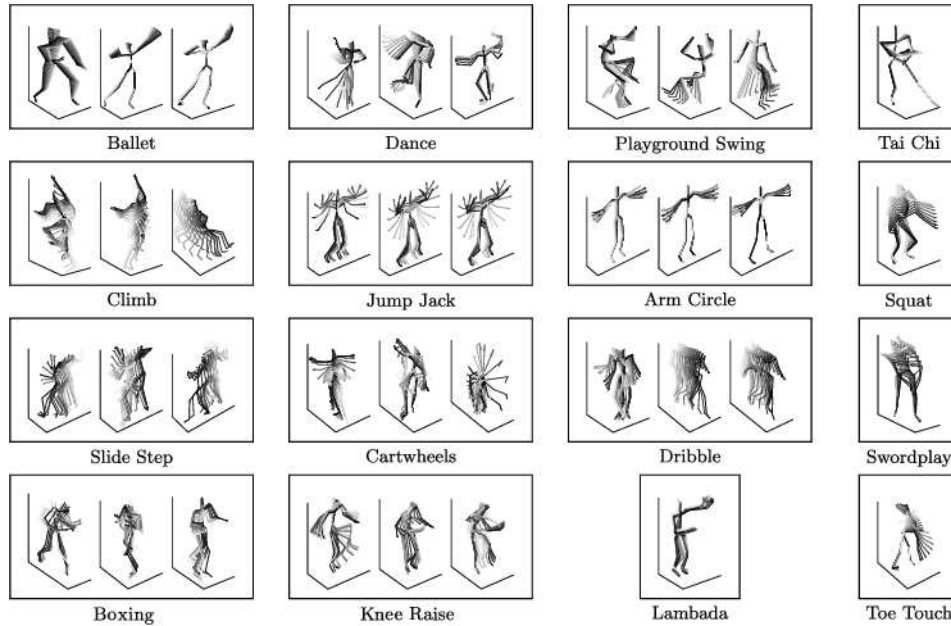 Ballet
Dance
Playground Swing
Tai Chi
Climb
Jump Jack
Arm Circle
Squat
Slide Step
Cartwheels
Dribble
Swordplay
Boxing
Knee Raise
Lambada
Toe Touch